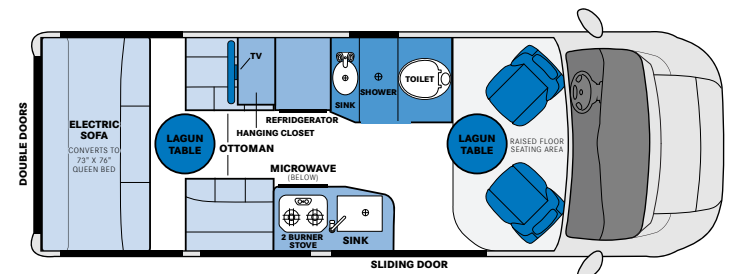 DOUBLE DOORS
ELECTRIC
SOFA
CONVERTS TO
73" X 76"
QUEEN BED
LAGUN
TABLE
TV
REFRIDGERATOR
HANGING CLOSET
OTTOMAN
SINK
SHOWER
TOILET
LAGUN
TABLE
RAISED FLOOR
SEATING AREA
MICROWAVE
(BELOW)
2 BURNER
STOVE
SINK
SLIDING DOOR